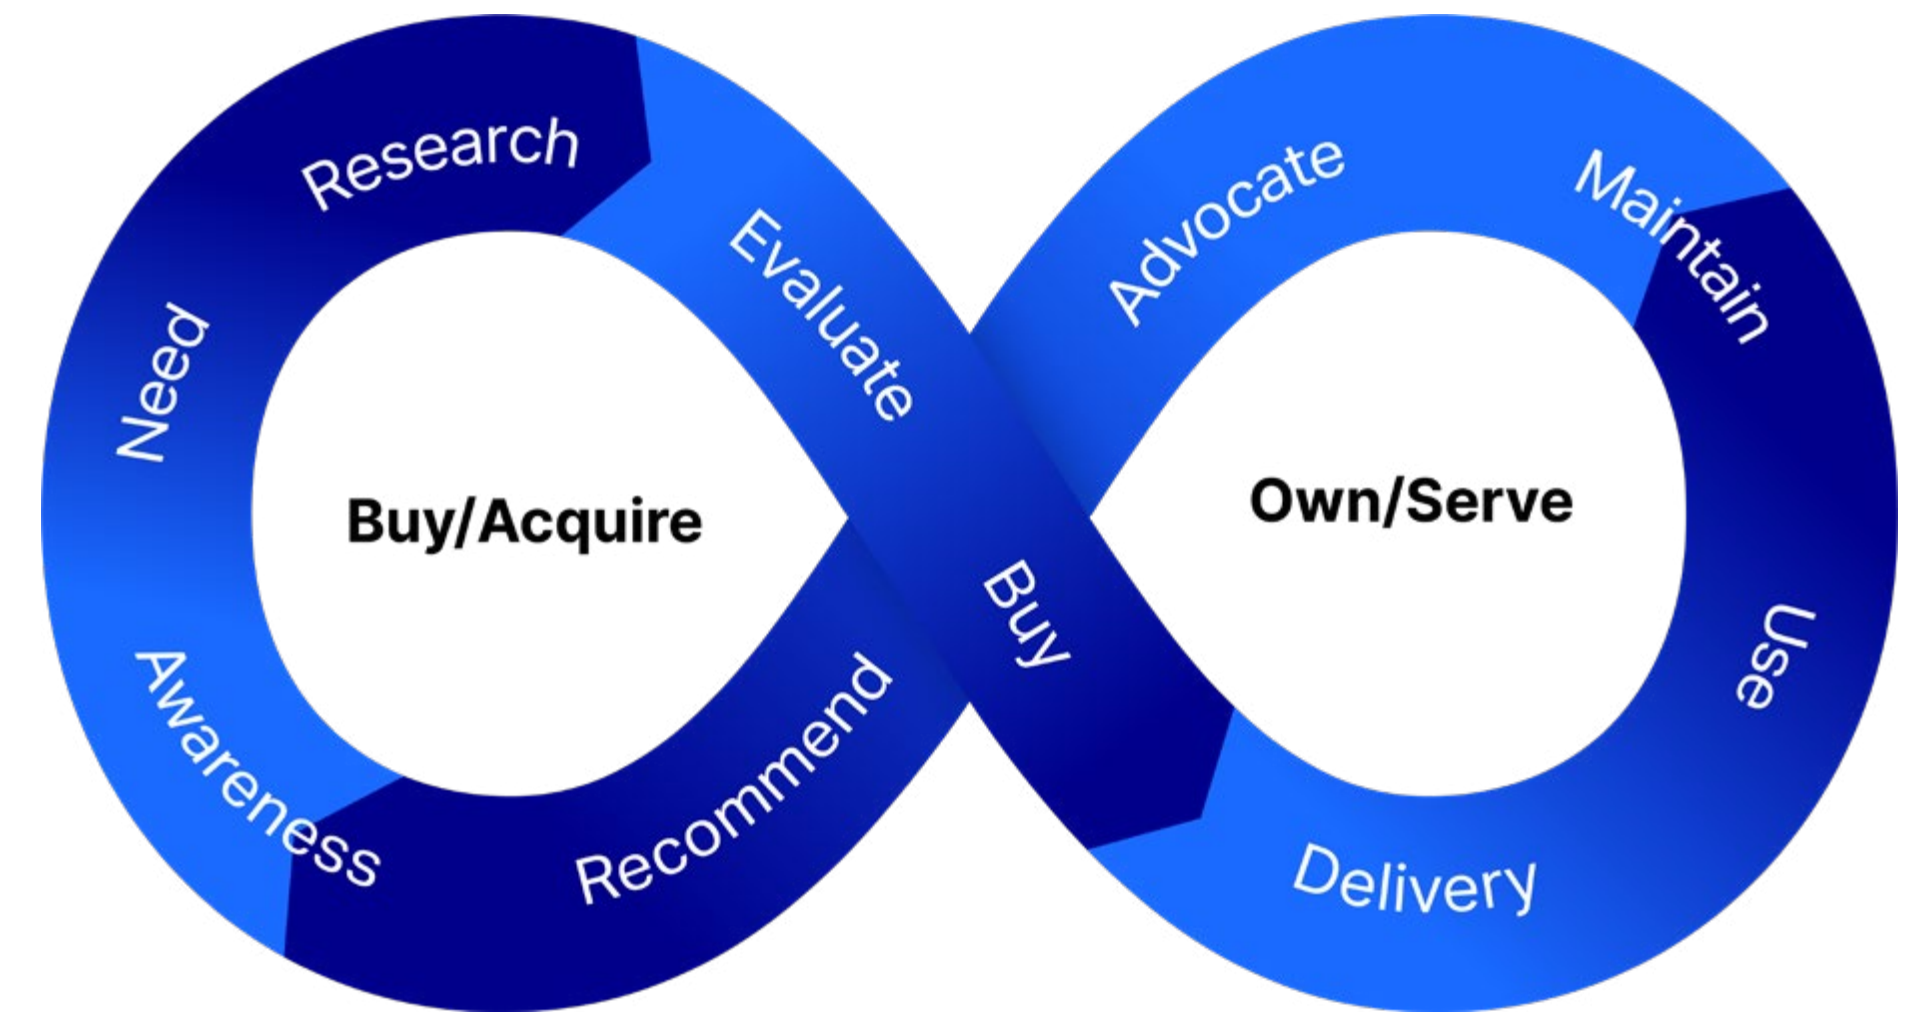 Research
Evaluate
Need
Awareness
Buy/Acquire
Recommend
Buy
Advocate
Maintain
Own/Serve
Use
Delivery